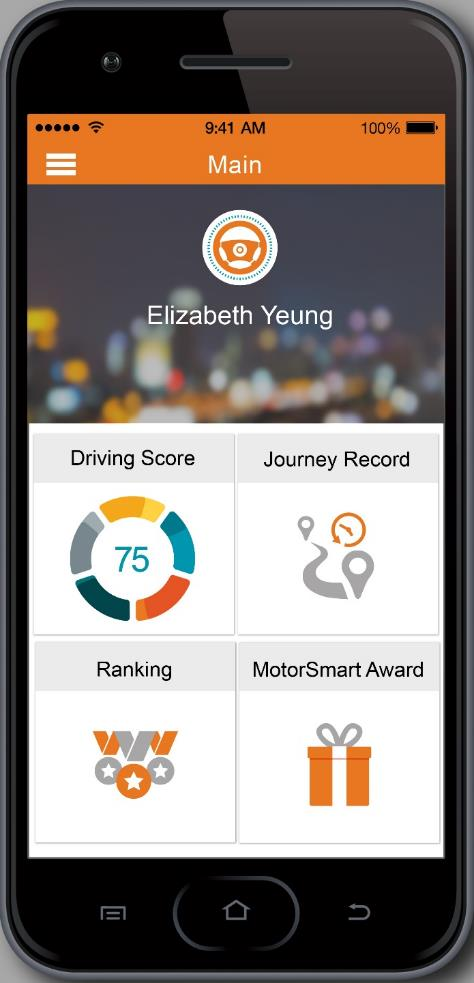 9:41 AM 100%
Main
Elizabeth Yeung
Driving Score
Journey Record
75
Ranking
MotorSmart Award